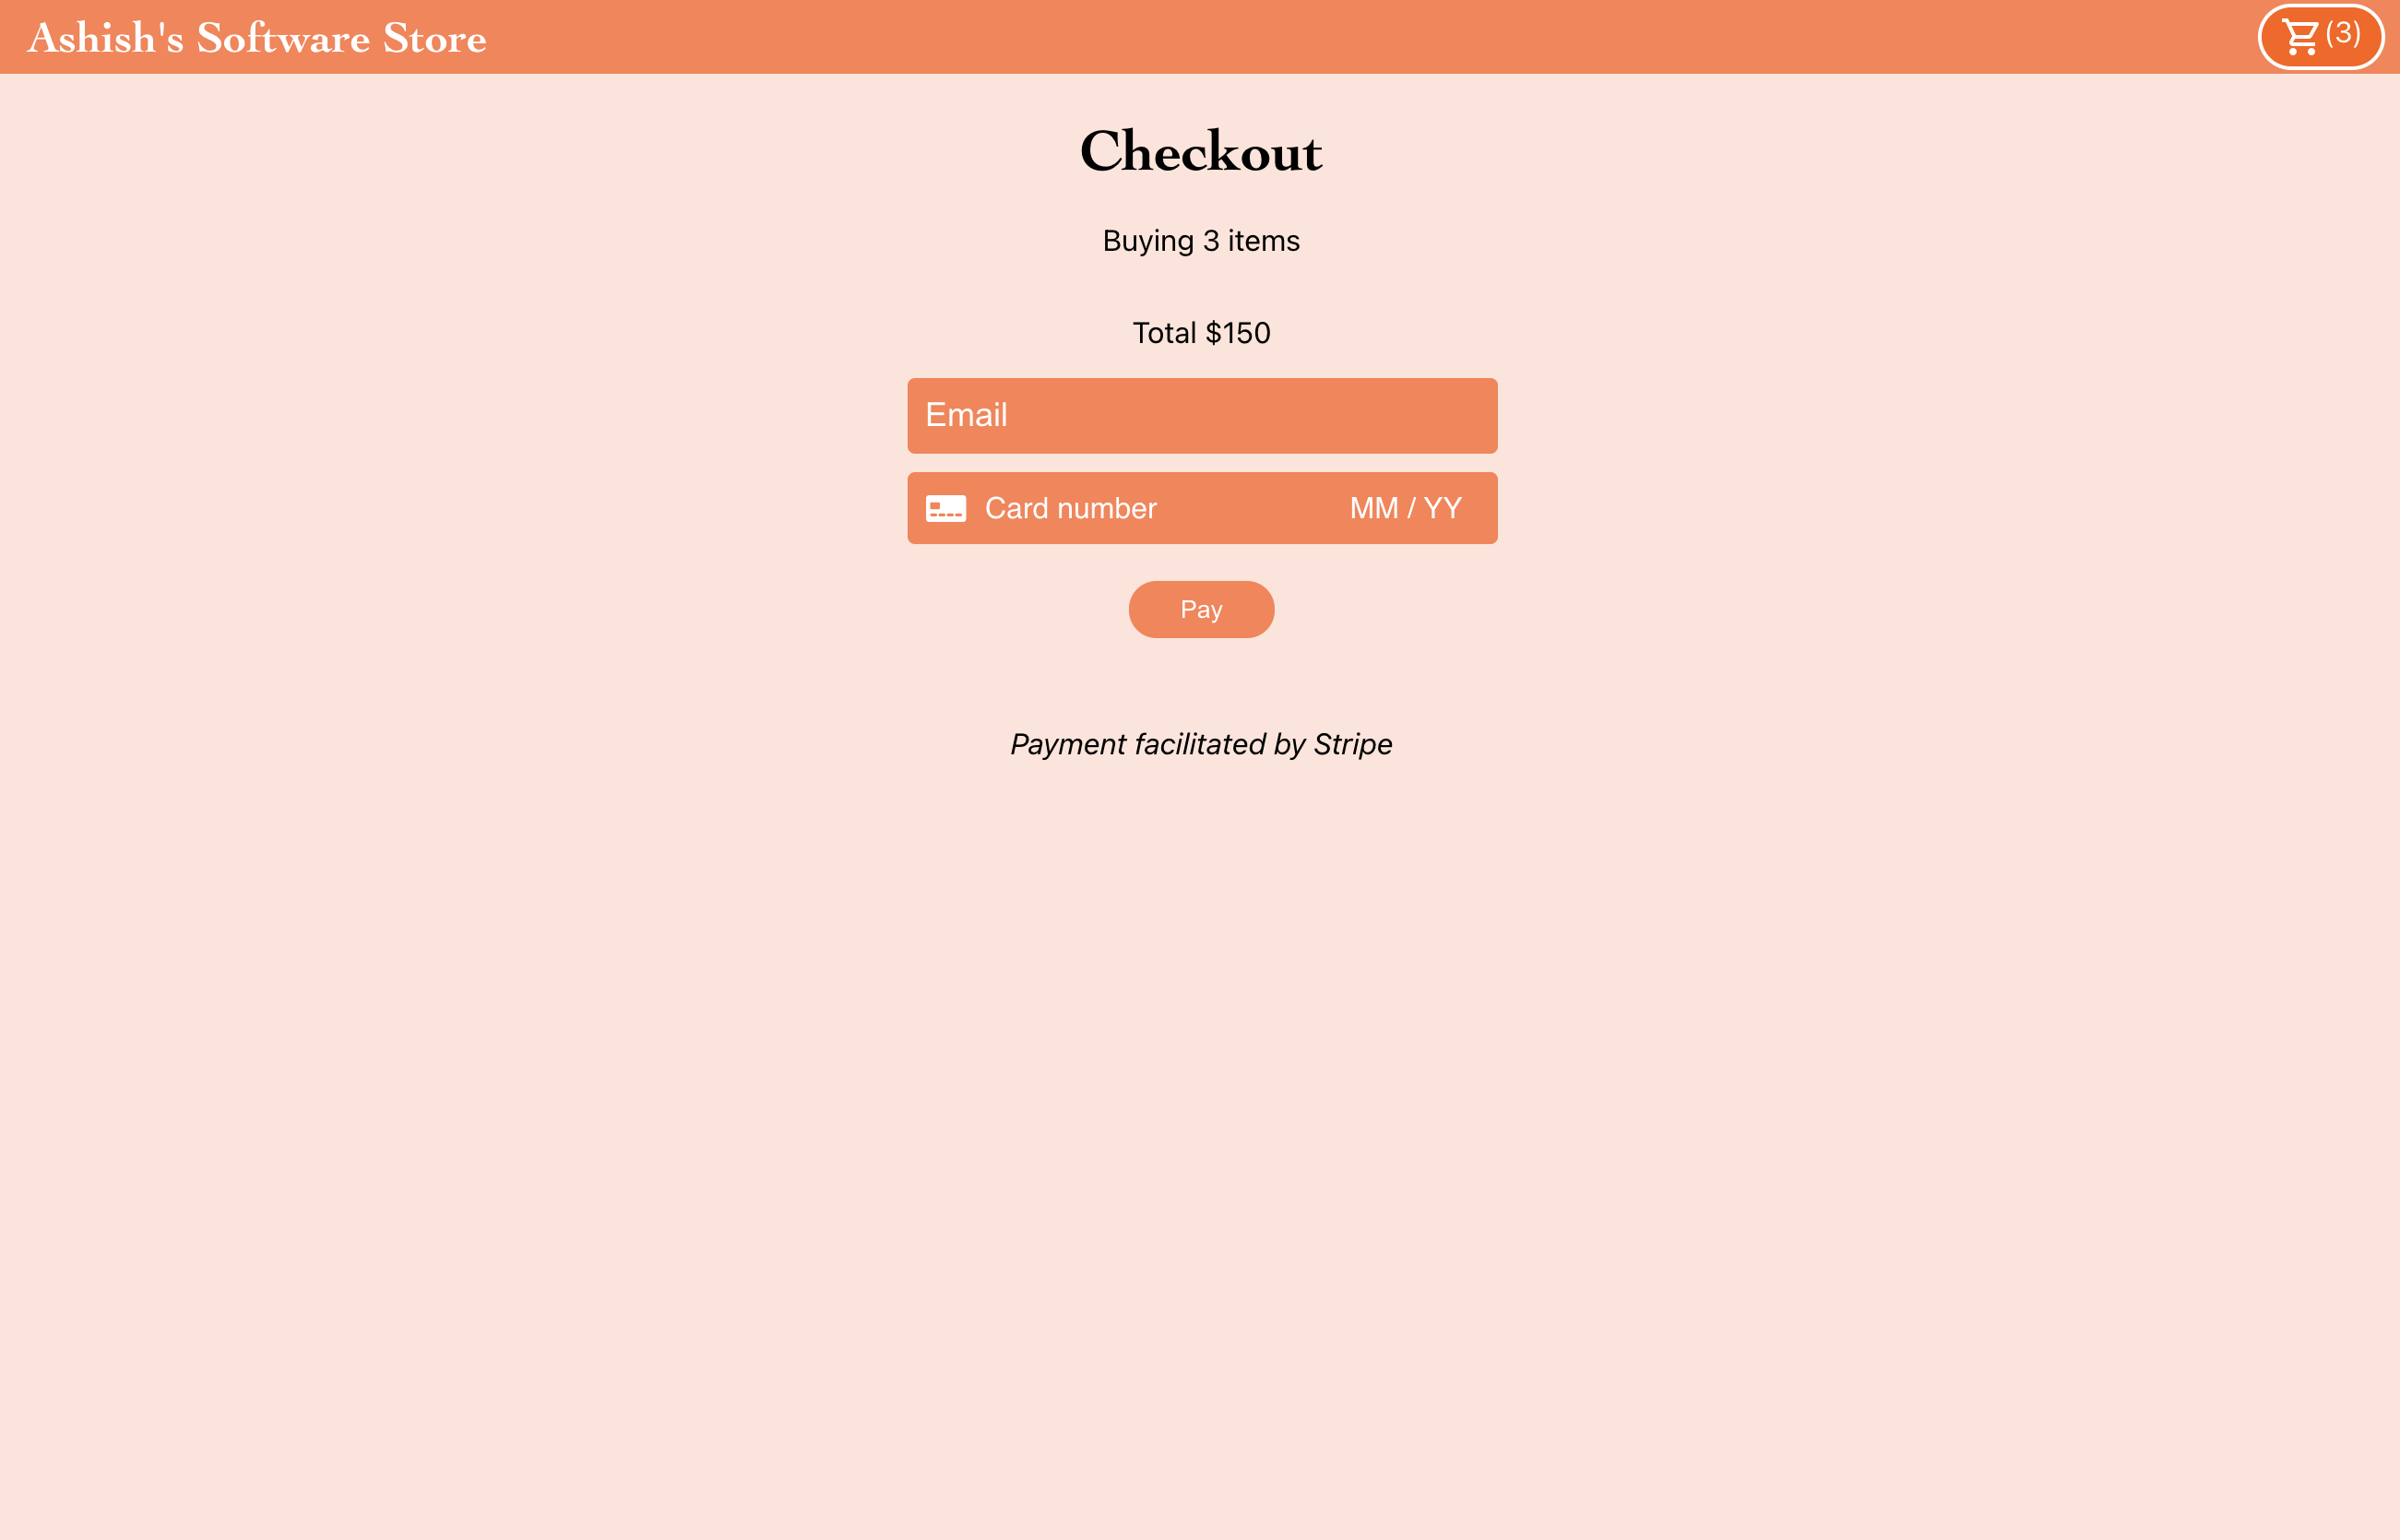 Ashish's Software Store
(3)
Checkout
Buying 3 items
Total $150
Email
Card number MM / YY
Pay
Payment facilitated by Stripe